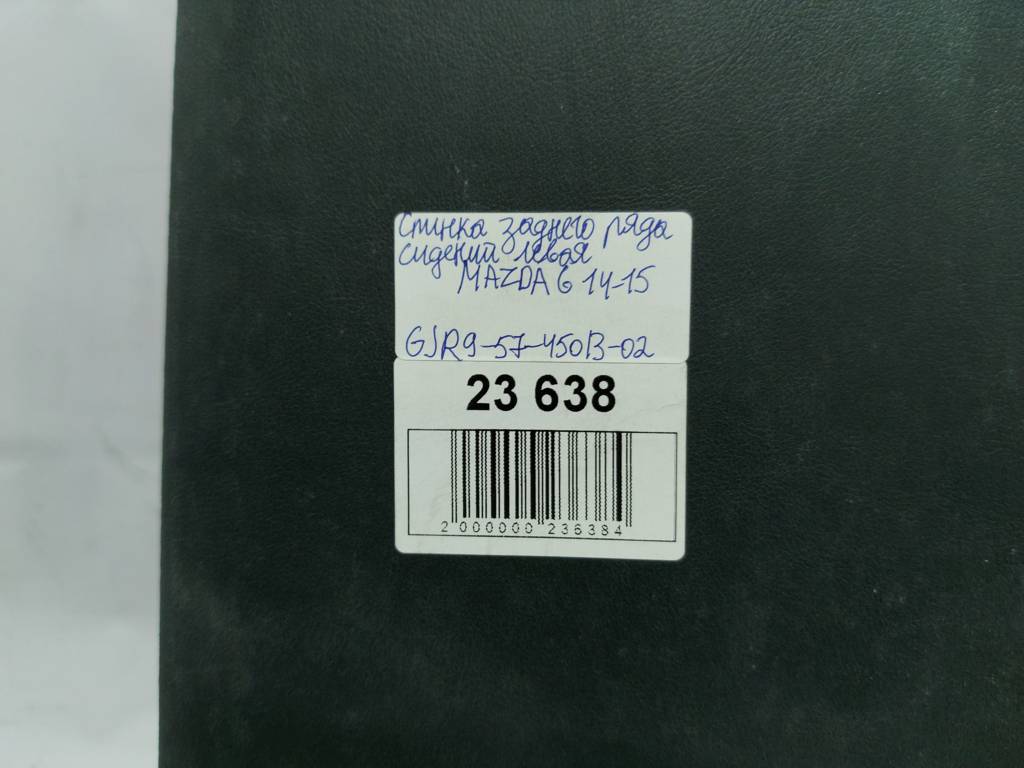 Спинка заднего ряда
сидений левая
MAZDA 6 14-15
GJR9-57-450B-02
23 638
2 000000 236384